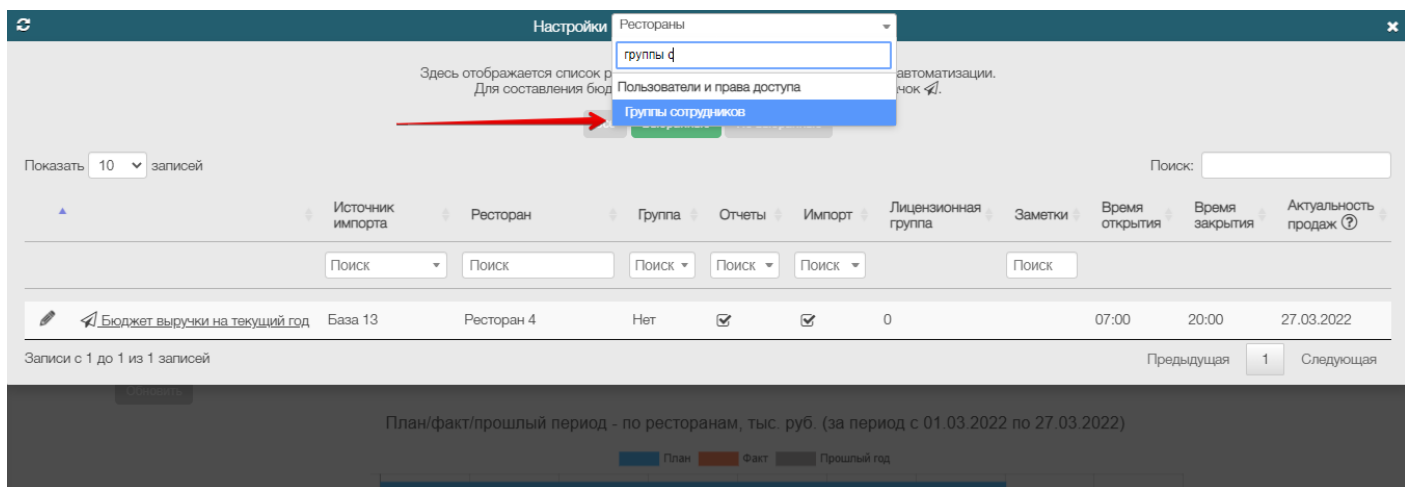 Настройки Рестораны
группы с
Здесь отображается список р
автоматизации.
Пользователи и права доступа
Для составления бюд
чок
Группы сотрудников
Показать 10 записей
Поиск:
Источник импорта
Ресторан
Группа
Отчеты
Импорт
Лицензионная группа
Заметки
Время открытия
Время закрытия
Актуальность продаж ?
Поиск Поиск Поиск Поиск Поиск Поиск
Бюджет выручки на текущий год База 13 Ресторан 4 Нет 0 07:00 20:00 27.03.2022
Записи с 1 до 1 из 1 записей
Предыдущая 1 Следующая
Обновить
План/факт/прошлый период - по ресторанам, тыс. руб. (за период с 01.03.2022 по 27.03.2022)
План Факт Прошлый год